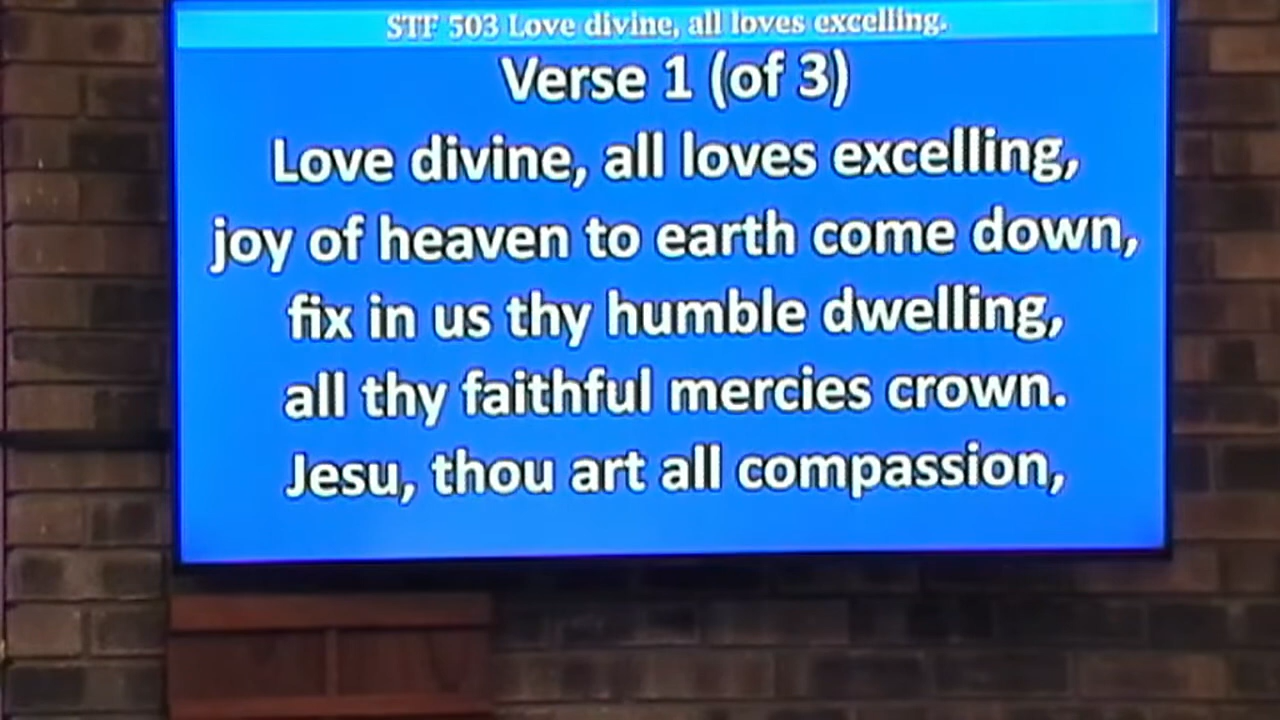 STF 503 Love divine, all loves excelling.
Verse 1 (of 3)
Love divine, all loves excelling,
joy of heaven to earth come down,
fix in us thy humble dwelling,
all thy faithful mercies crown.
Jesu, thou art all compassion,